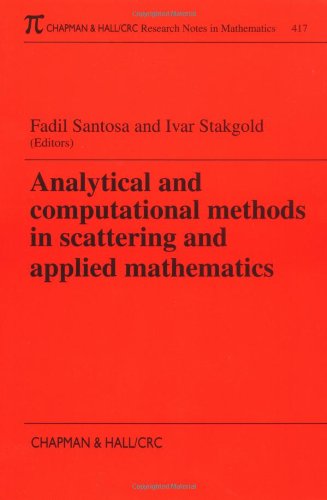 π CHAPMAN & HALL/CRC Research Notes in Mathematics 417
Fadil Santosa and Ivar Stakgold
(Editors)
Analytical and
computational methods
in scattering and
applied mathematics
CHAPMAN & HALL/CRC